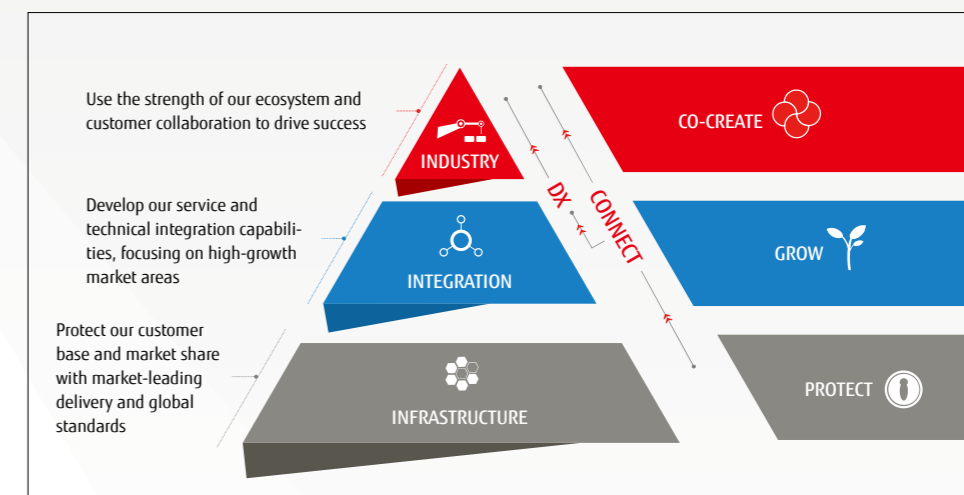 Use the strength of our ecosystem and
customer collaboration to drive success
INDUSTRY
CO-CREATE
Develop our service and
technical integration capabili-
ties, focusing on high-growth
market areas
INTEGRATION
DX
CONNECT
GROW
Protect our customer
base and market share
with market-leading
delivery and global
standards
INFRASTRUCTURE
PROTECT